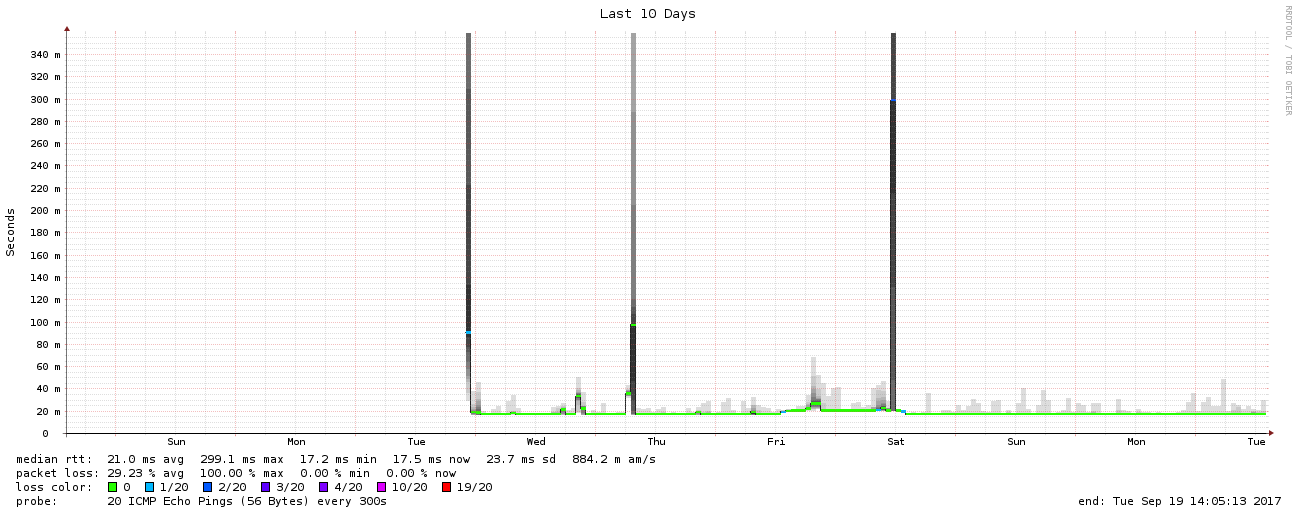 Last 10 Days
RRDTOOL / TOBI OETIKER
Seconds
340 m
320 m
300 m
280 m
260 m
240 m
220 m
200 m
180 m
160 m
140 m
120 m
100 m
80 m
60 m
40 m
20 m
0
Sun Mon Tue Wed Thu Fri Sat Sun Mon Tue
median rtt: 21.0 ms avg 299.1 ms max 17.2 ms min 17.5 ms now 23.7 ms sd 884.2 m am/s
packet loss: 29.23 % avg 100.00 % max 0.00 % min 0.00 % now
loss color: 0 1/20 2/20 3/20 4/20 10/20 19/20
probe: 20 ICMP Echo Pings (56 Bytes) every 300s end: Tue Sep 19 14:05:13 2017